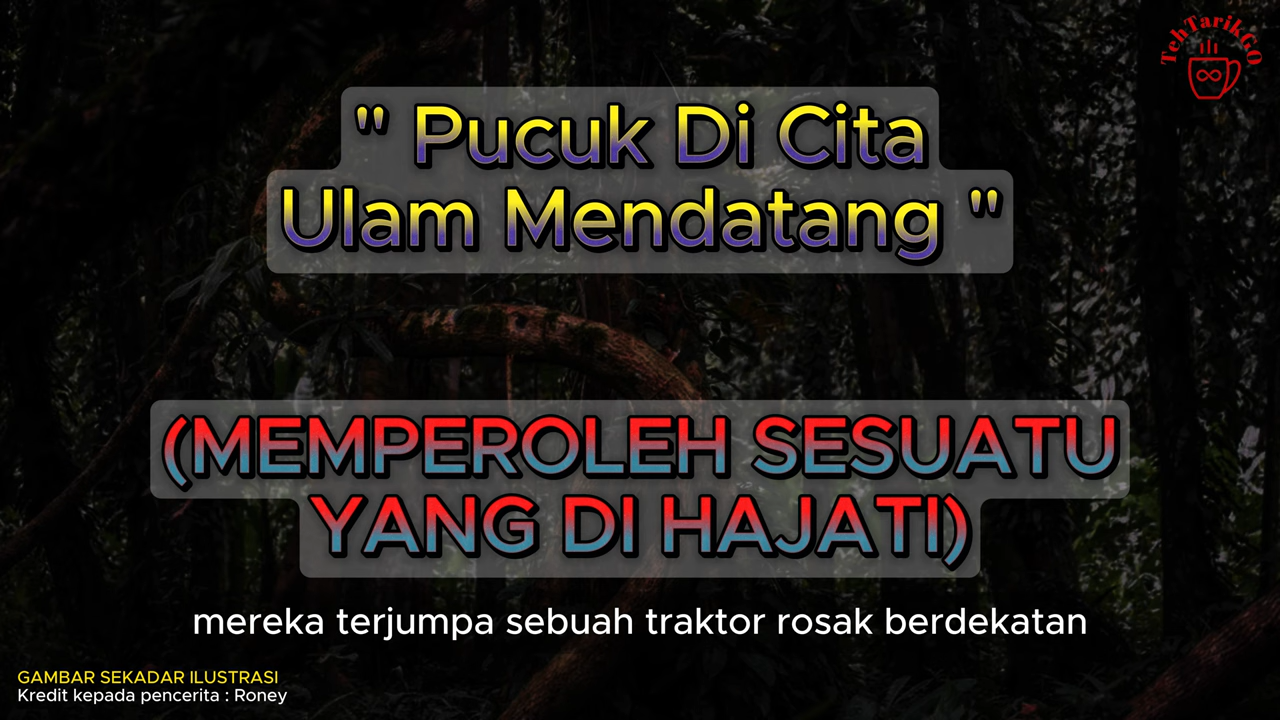 TehTarikGO
" Pucuk Di Cita
Ulam Mendatang "
(MEMPEROLEH SESUATU
YANG DI HAJATI)
mereka terjumpa sebuah traktor rosak berdekatan
GAMBAR SEKADAR ILUSTRASI
Kredit kepada pencerita : Roney